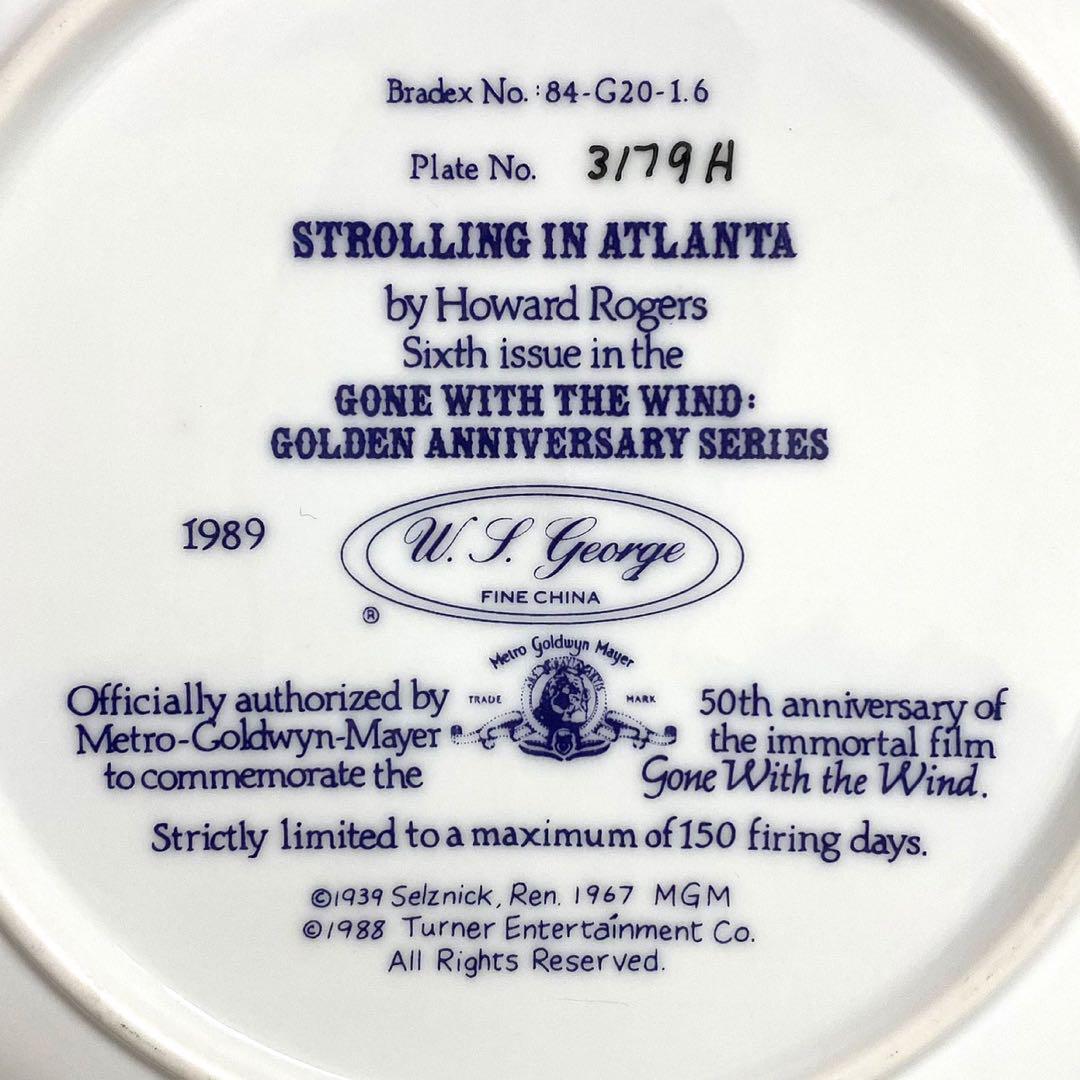 Bradex No.: 84-G20-1.6
Plate No. 3179H
STROLLING IN ATLANTA
by Howard Rogers
Sixth issue in the
GONE WITH THE WIND:
GOLDEN ANNIVERSARY SERIES
1989
W. S. George
FINE CHINA
®
Metro Goldwyn Mayer
TRADE MARK
Officially authorized by
Metro-Goldwyn-Mayer
to commemorate the
50th anniversary of
the immortal film
Gone With the Wind.
Strictly limited to a maximum of 150 firing days.
©1939 Selznick, Ren. 1967 MGM
©1988 Turner Entertainment Co.
All Rights Reserved.